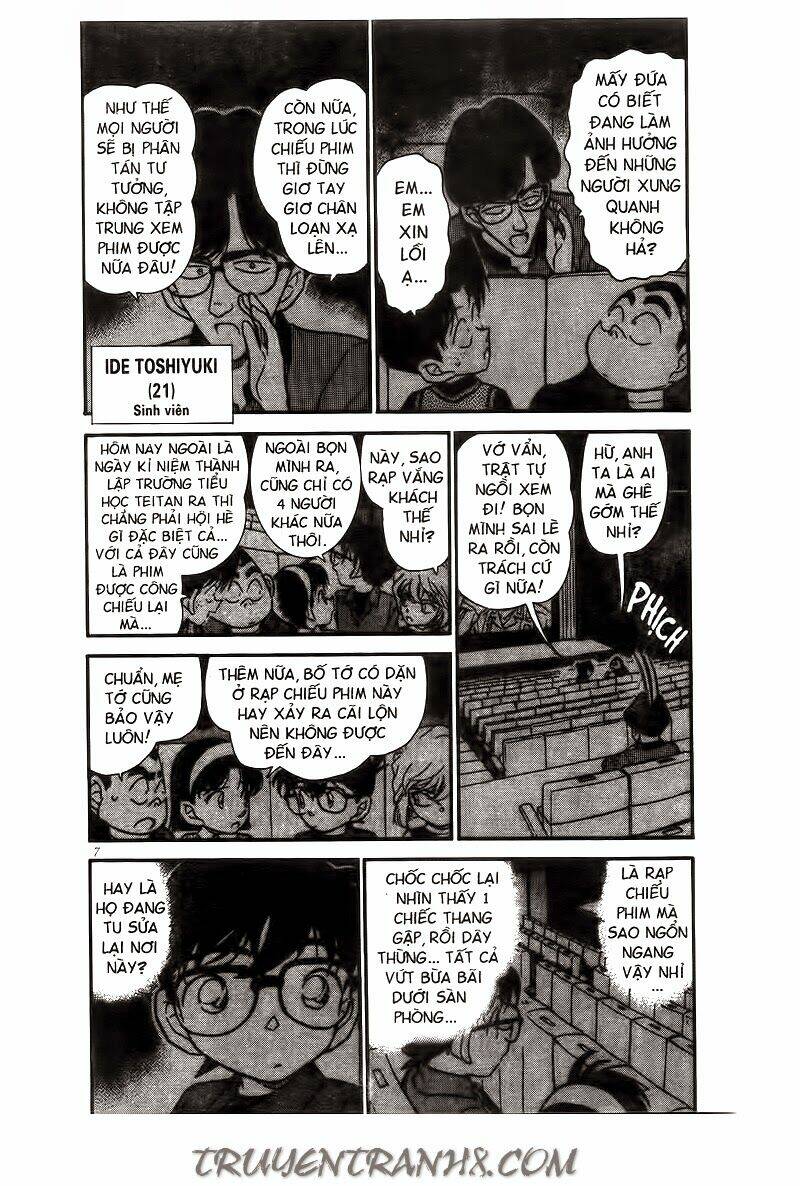 MẤY ĐỨA
CÓ BIẾT
ĐANG LÀM
ẢNH HƯỞNG
ĐẾN NHỮNG
NGƯỜI XUNG
QUANH
KHÔNG
HẢ?
EM...
EM
XIN
LỖI
Ạ...
CÒN NỮA,
TRONG LÚC
CHIẾU PHIM
THÌ ĐỪNG
GIƠ TAY
GIƠ CHÂN
LOẠN XẠ
LÊN...
NHƯ THẾ
MỌI NGƯỜI
SẼ BỊ PHÂN
TÁN TƯ
TƯỞNG,
KHÔNG TẬP
TRUNG XEM
PHIM ĐƯỢC
NỮA ĐÂU!
IDE TOSHIYUKI
(21)
Sinh viên
HỪ, ANH
TA LÀ AI
MÀ GHÊ
GỚM THẾ
NHỈ?
VỚ VẨN,
TRẬT TỰ
NGỒI XEM
ĐI! BỌN
MÌNH SAI LÈ
RA RỒI, CÒN
TRÁCH CỨ
GÌ NỮA!
PHỊCH
NÀY, SAO
RẠP VẮNG
KHÁCH
THẾ
NHỈ?
NGOÀI BỌN
MÌNH RA,
CŨNG CHỈ CÓ
4 NGƯỜI
KHÁC NỮA
THÔI.
HÔM NAY NGOÀI LÀ
NGÀY KỈ NIỆM THÀNH
LẬP TRƯỜNG TIỂU
HỌC TEITAN RA THÌ
CHẲNG PHẢI HỘI HÈ
GÌ ĐẶC BIỆT CẢ...
VỚI CẢ ĐÂY CŨNG
LÀ PHIM
ĐƯỢC CÔNG
CHIẾU LẠI
MÀ...
THÊM NỮA, BỐ TỚ CÓ DẶN
Ở RẠP CHIẾU PHIM NÀY
HAY XẢY RA CÃI LỘN
NÊN KHÔNG ĐƯỢC
ĐẾN ĐÂY...
CHUẨN, MẸ
TỚ CŨNG
BẢO VẬY
LUÔN!
7
LÀ RẠP
CHIẾU
PHIM MÀ
SAO NGỔN
NGANG
VẬY NHỈ
...
CHỐC CHỐC LẠI
NHÌN THẤY 1
CHIẾC THANG
GẬP, RỒI DÂY
THỪNG... TẤT CẢ
VỨT BỪA BÃI
DƯỚI SÀN
PHÒNG...
HAY LÀ
HỌ ĐANG
TU SỬA
LẠI NƠI
NÀY?
TRUYENTRANH8.COM